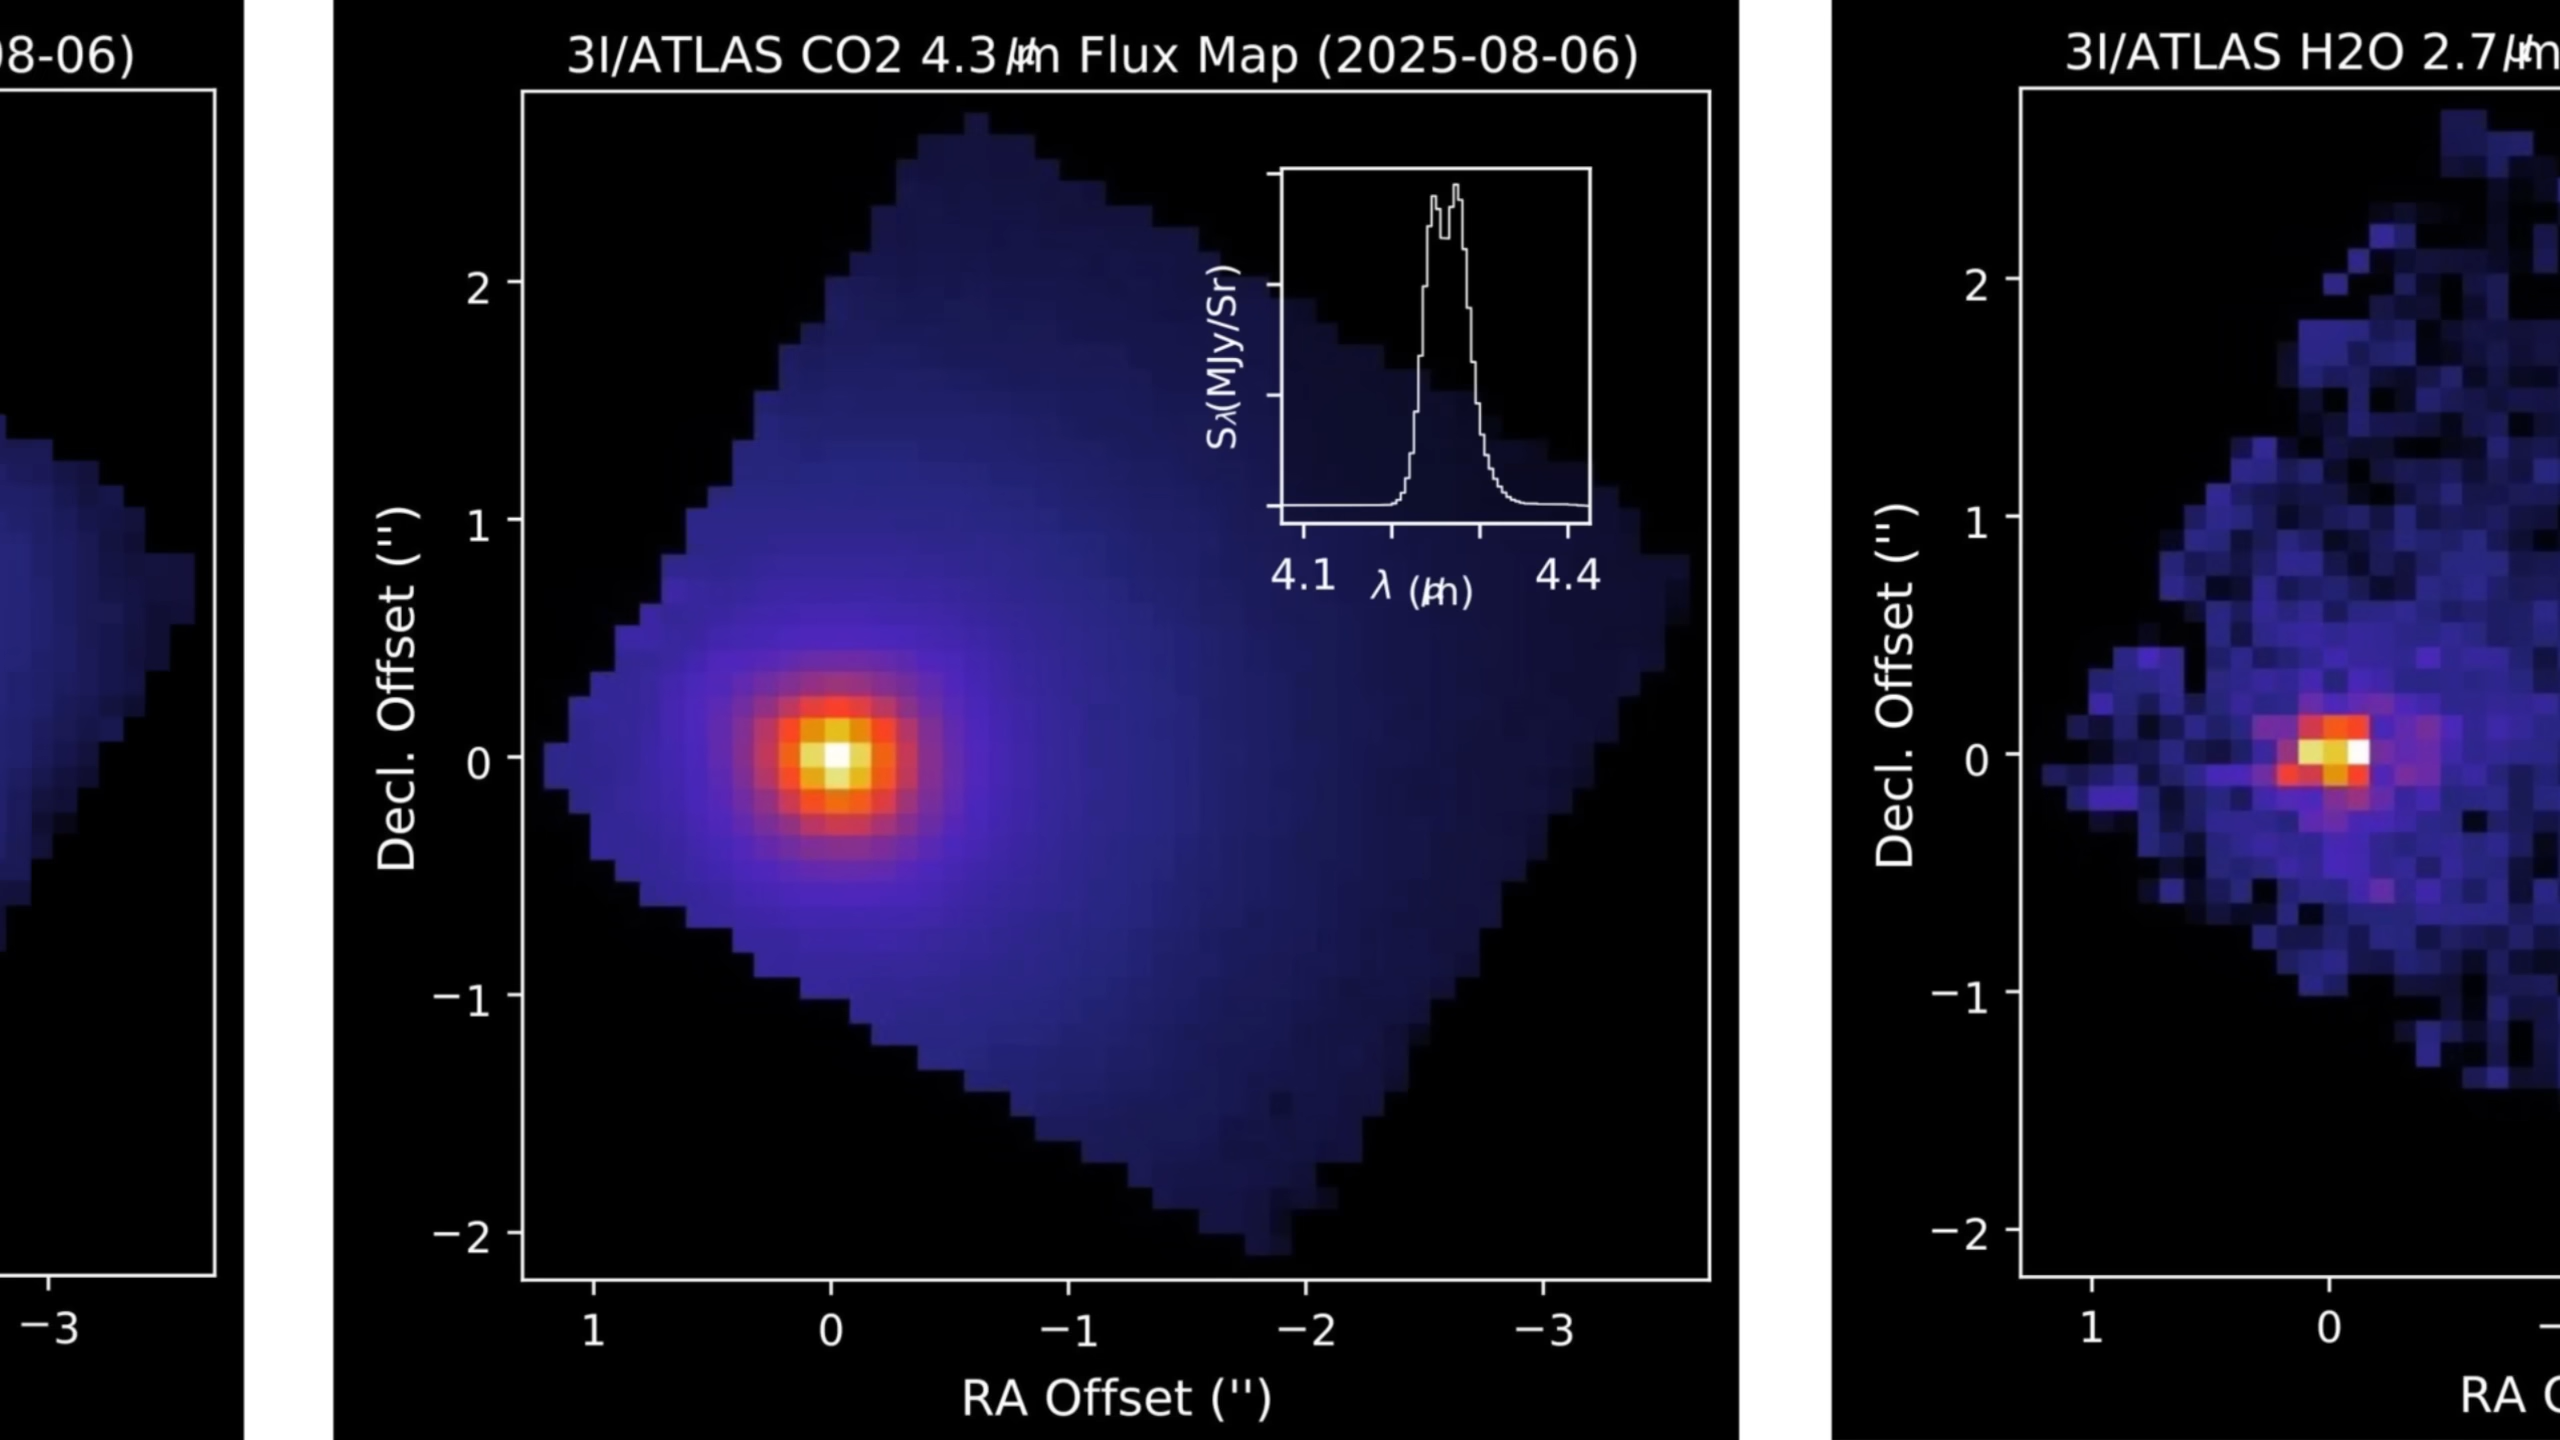 08-06)
−3
3I/ATLAS CO2 4.3 μm Flux Map (2025-08-06)
Decl. Offset ('')
2
1
0
−1
−2
1
0
−1
−2
−3
RA Offset ('')
Sλ(MJy/Sr)
4.1
4.4
λ (μm)
3I/ATLAS H2O 2.7 μm
Decl. Offset ('')
2
1
0
−1
−2
1
0
RA